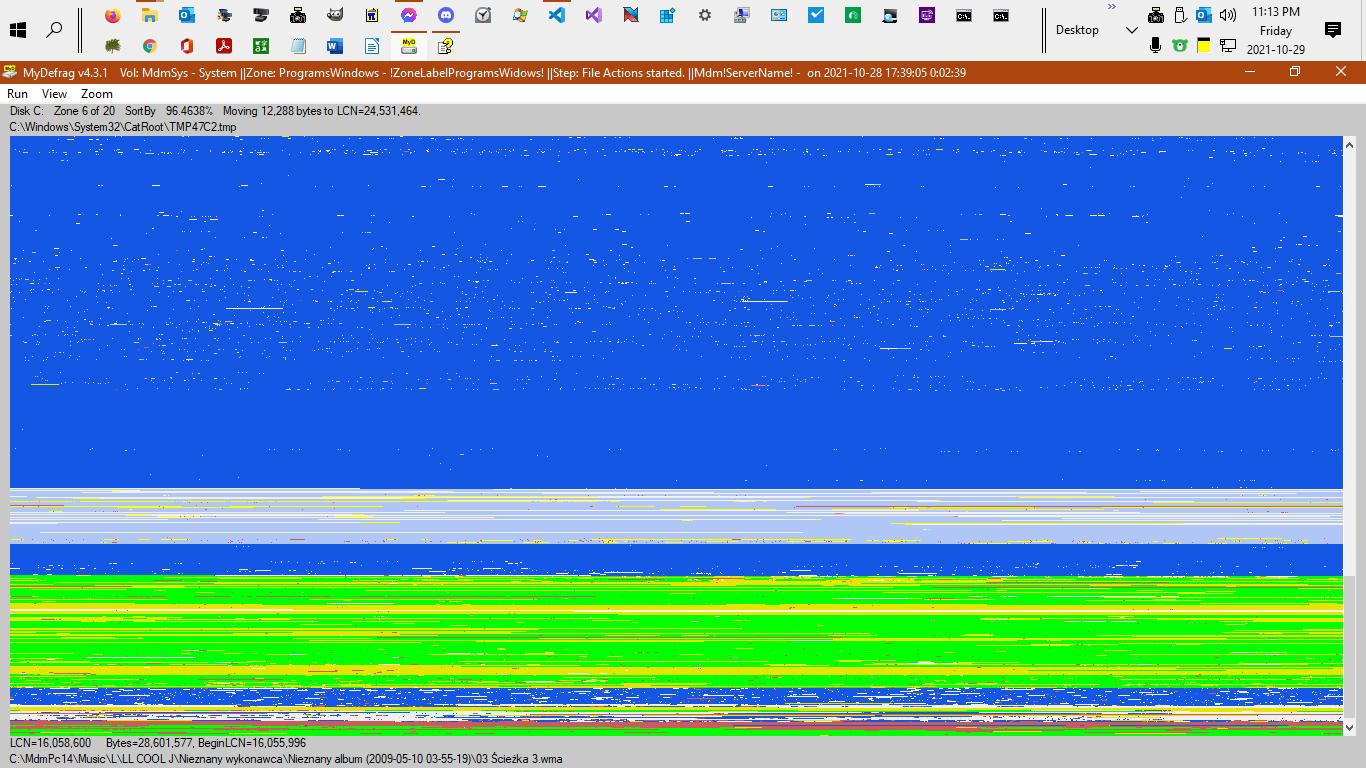 11:13 PM
Desktop
Friday
2021-10-29
MyDefrag v4.3.1 Vol: MdmSys - System ||Zone: ProgramsWindows - !ZoneLabelProgramsWidows! ||Step: File Actions started. ||Mdm!ServerName! - on 2021-10-28 17:39:05 0:02:39
Run View Zoom
Disk C: Zone 6 of 20 SortBy 96.4638% Moving 12,288 bytes to LCN=24,531,464.
C:\Windows\System32\CatRoot\TMP47C2.tmp
LCN=16,058,600 Bytes=28,601,577, BeginLCN=16,055,996
C:\MdmPc14\Music\L\LL COOL J\Nieznany wykonawca\Nieznany album (2009-05-10 03-55-19)\03 Ścieżka 3.wma